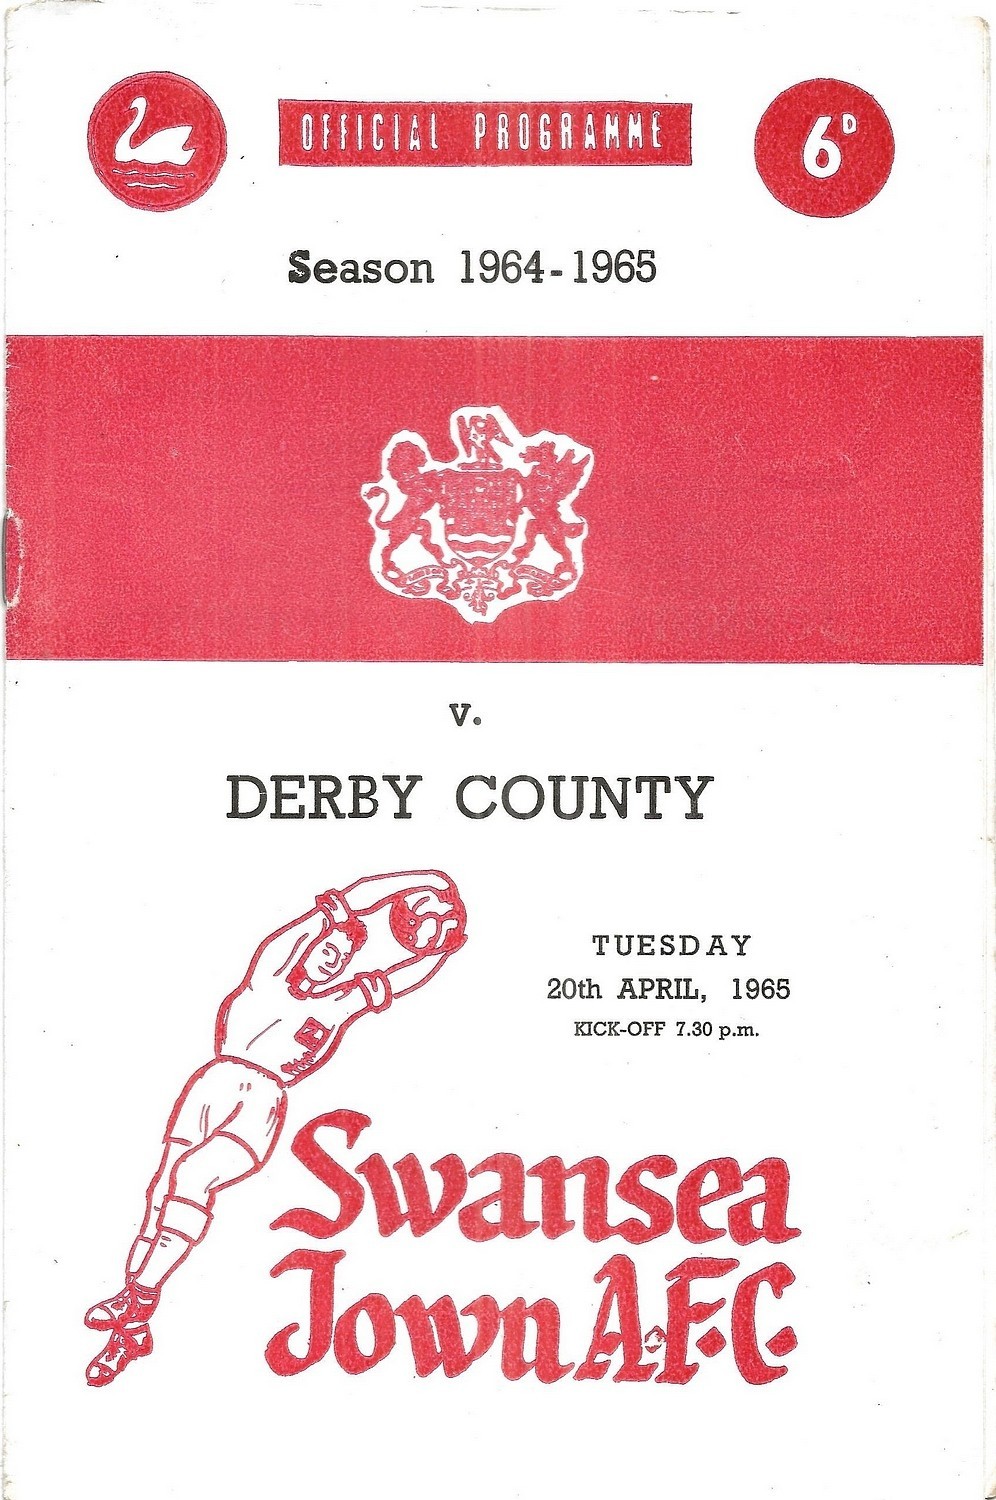 OFFICIAL PROGRAMME
6D
Season 1964-1965
v.
DERBY COUNTY
TUESDAY
20th APRIL, 1965
KICK-OFF 7.30 p.m.
Swansea
Town A.F.C.